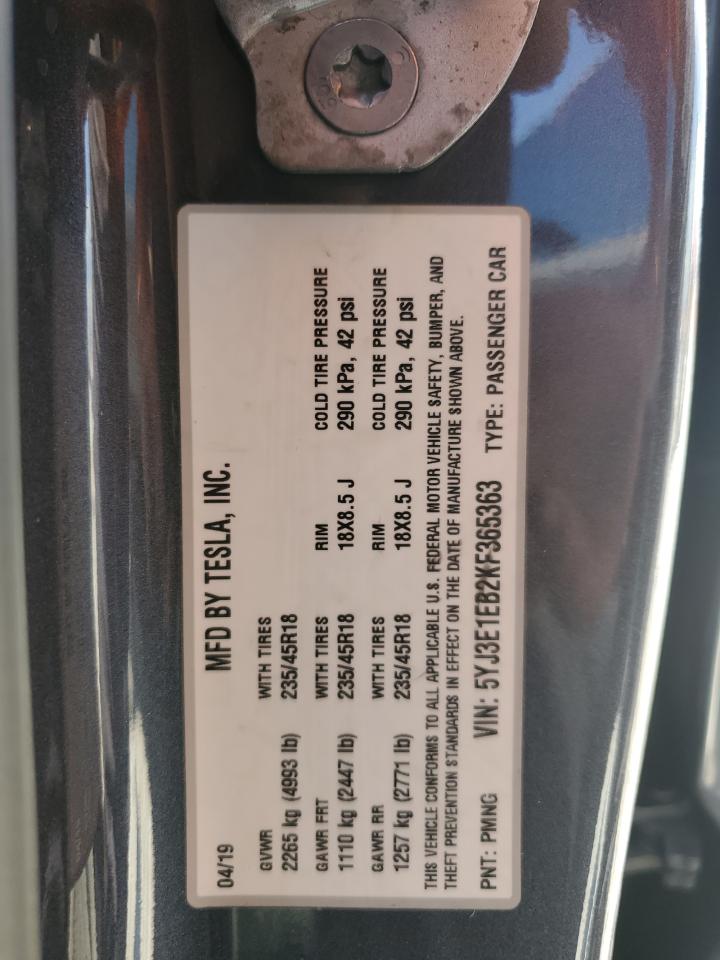 04/19 MFD BY TESLA, INC.
GVWR WITH TIRES
2265 kg (4993 lb) 235/45R18
GAWR FRT WITH TIRES RIM COLD TIRE PRESSURE
1110 kg (2447 lb) 235/45R18 18X8.5 J 290 kPa, 42 psi
GAWR RR WITH TIRES RIM COLD TIRE PRESSURE
1257 kg (2771 lb) 235/45R18 18X8.5 J 290 kPa, 42 psi
THIS VEHICLE CONFORMS TO ALL APPLICABLE U.S. FEDERAL MOTOR VEHICLE SAFETY, BUMPER, AND
THEFT PREVENTION STANDARDS IN EFFECT ON THE DATE OF MANUFACTURE SHOWN ABOVE.
PNT: PMNG VIN: 5YJ3E1EB2KF365363 TYPE: PASSENGER CAR